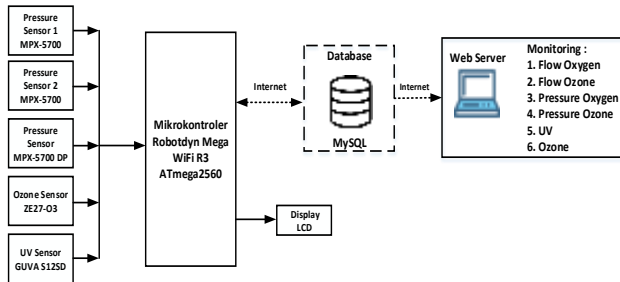 Pressure
Sensor 1
MPX-5700
Pressure
Sensor 2
MPX-5700
Pressure
Sensor
MPX-5700 DP
Ozone Sensor
ZE27-O3
UV Sensor
GUVA S12SD
Mikrokontroler
Robotdyn Mega
WiFi R3
ATmega2560
Display
LCD
Internet
Database
MySQL
Internet
Web Server
Monitoring :
1. Flow Oxygen
2. Flow Ozone
3. Pressure Oxygen
4. Pressure Ozone
5. UV
6. Ozone